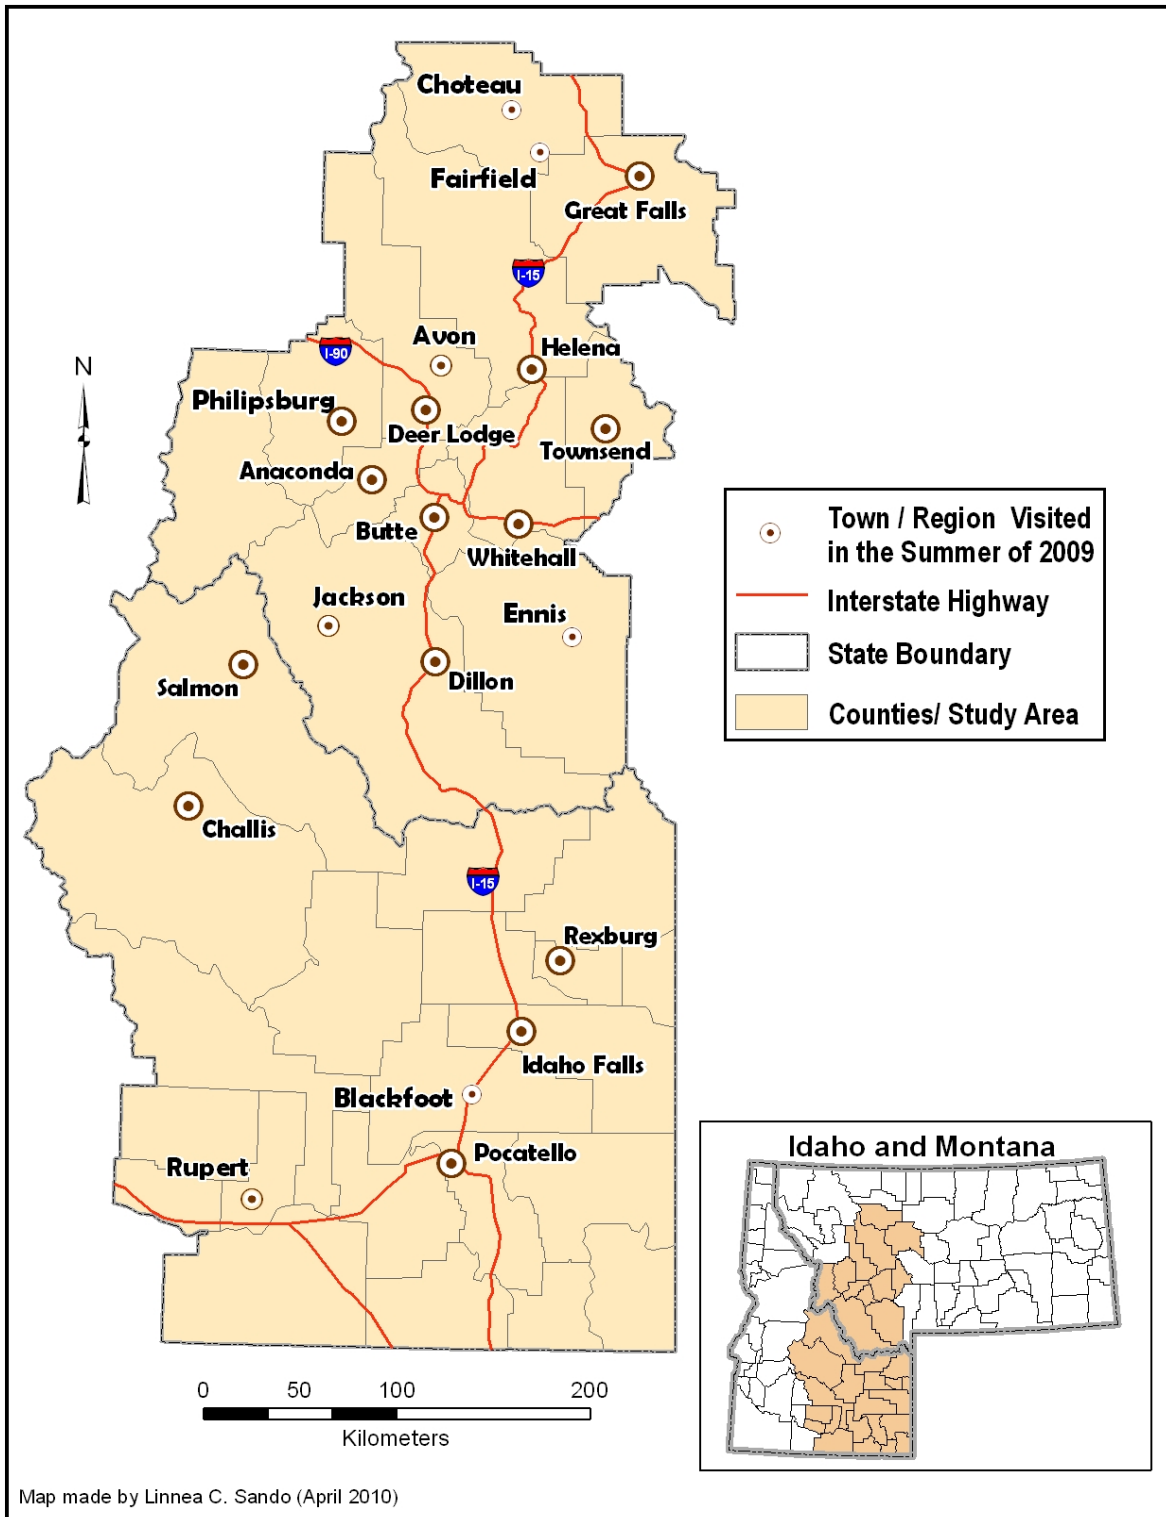 Choteau
Fairfield
Great Falls
I-15
Avon
Helena
I-90
N
Philipsburg
Deer Lodge
Townsend
Anaconda
Butte
Whitehall
Town / Region Visited
in the Summer of 2009
Interstate Highway
State Boundary
Counties/ Study Area
Jackson
Ennis
Salmon
Dillon
Challis
I-15
Rexburg
Idaho Falls
Blackfoot
Pocatello
Rupert
Idaho and Montana
0 50 100 200
Kilometers
Map made by Linnea C. Sando (April 2010)